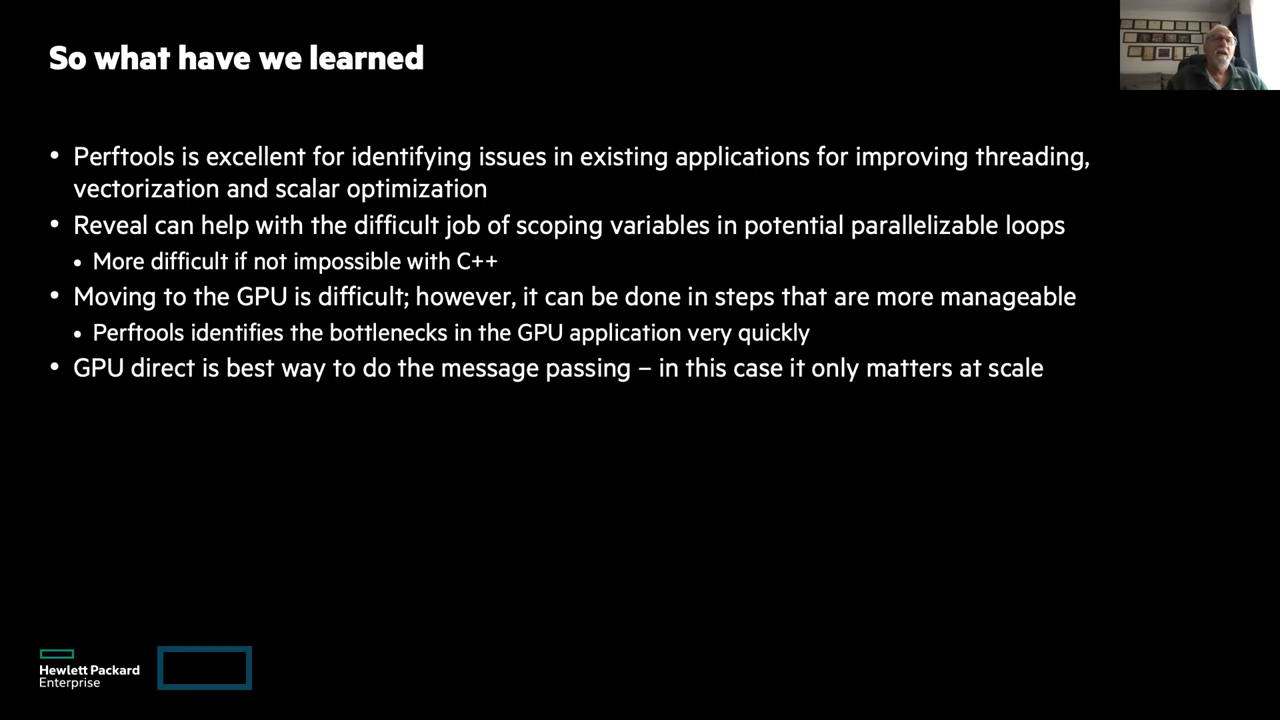 So what have we learned
• Perftools is excellent for identifying issues in existing applications for improving threading,
vectorization and scalar optimization
• Reveal can help with the difficult job of scoping variables in potential parallelizable loops
• More difficult if not impossible with C++
• Moving to the GPU is difficult; however, it can be done in steps that are more manageable
• Perftools identifies the bottlenecks in the GPU application very quickly
• GPU direct is best way to do the message passing – in this case it only matters at scale
Hewlett Packard
Enterprise